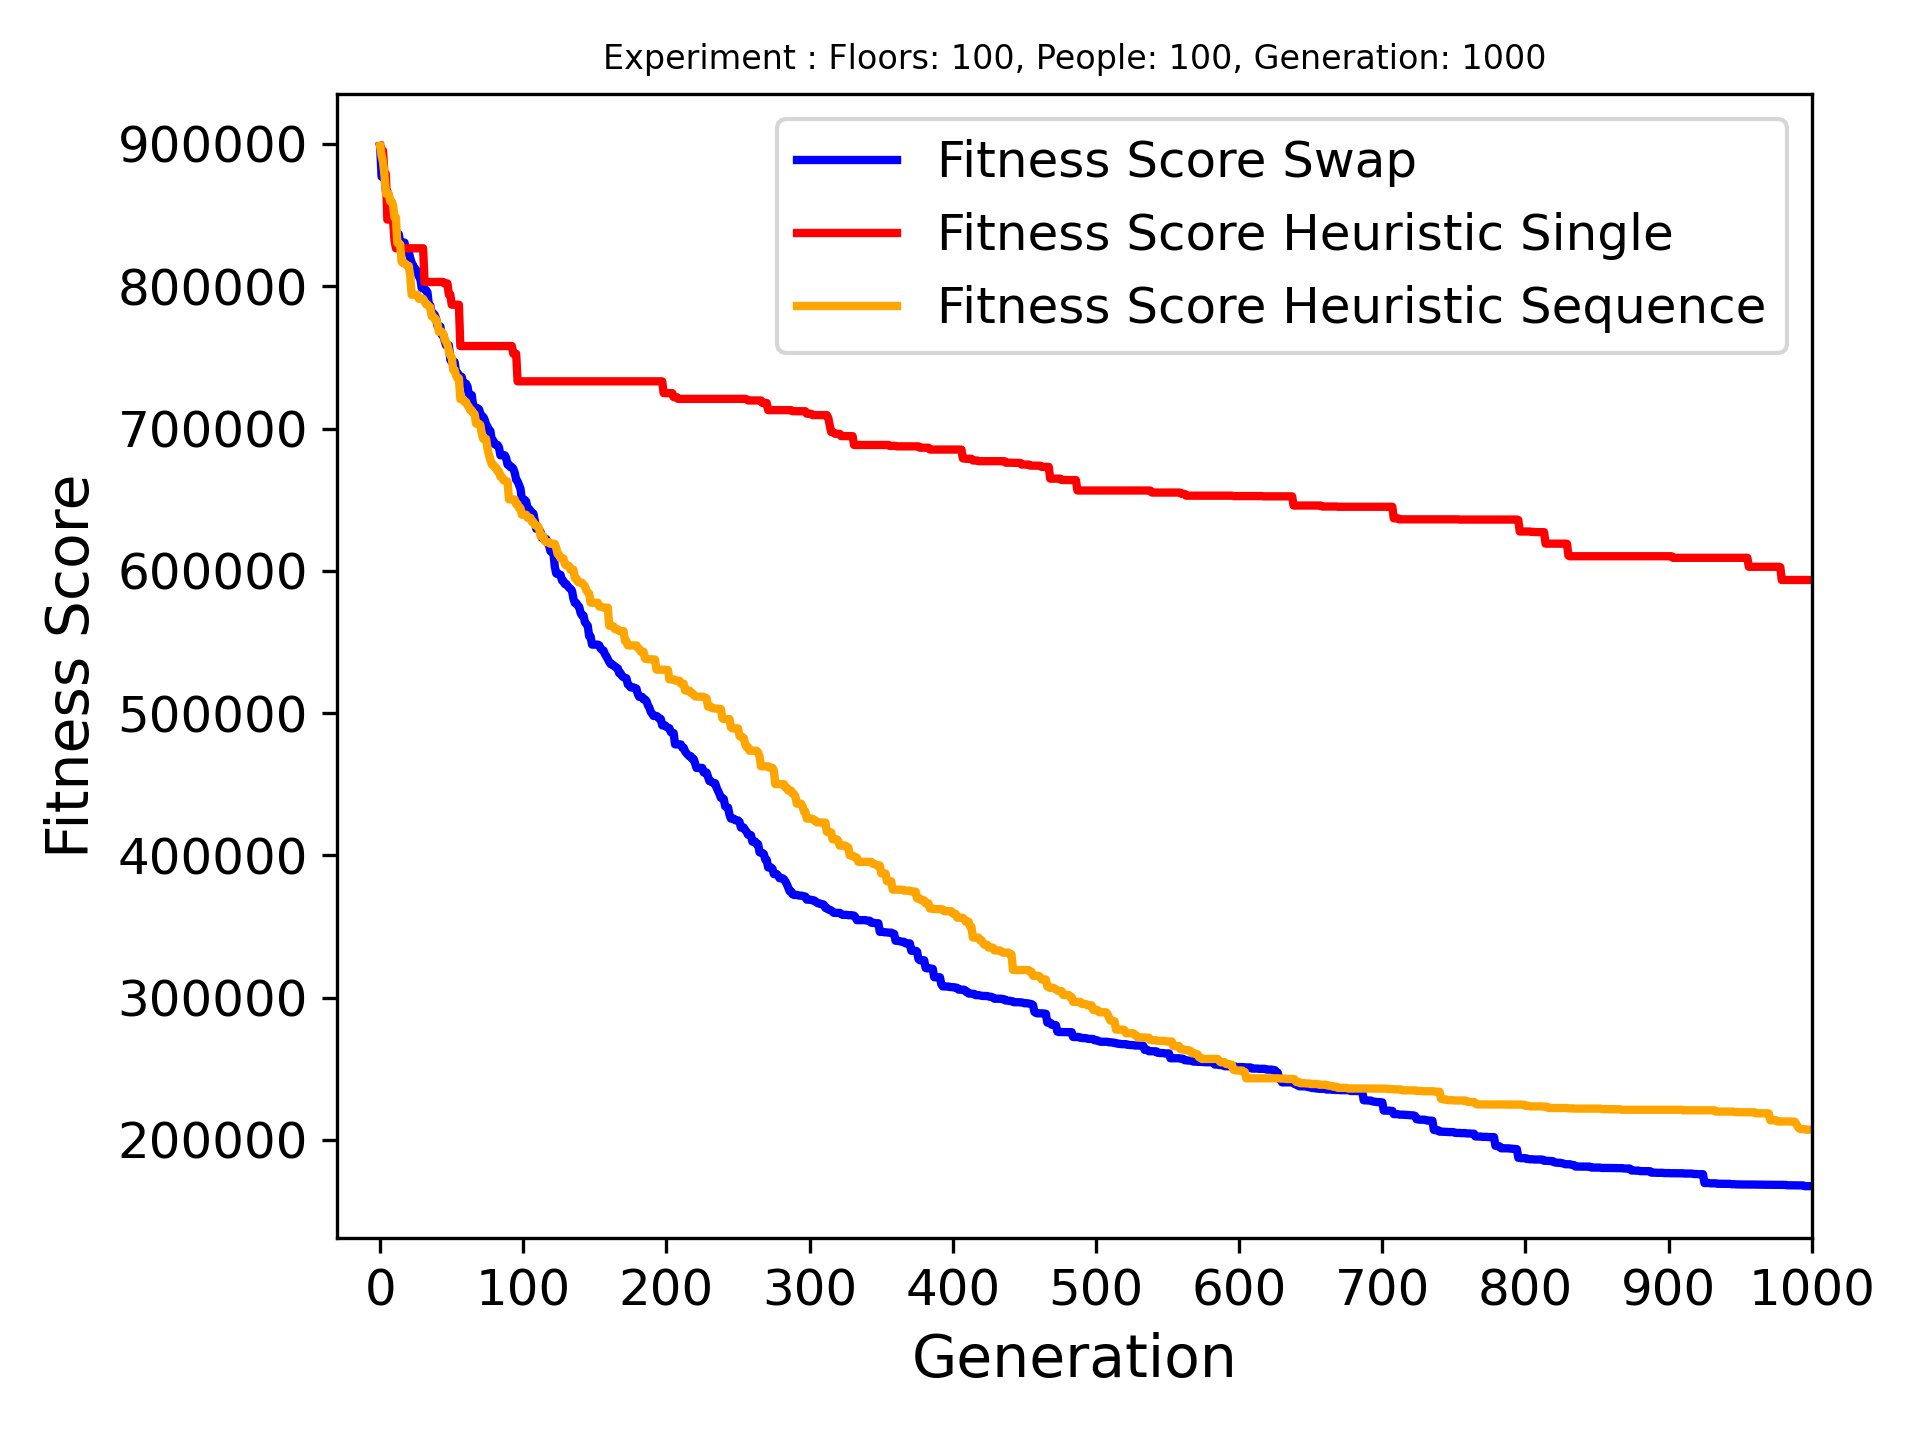 Experiment : Floors: 100, People: 100, Generation: 1000
Fitness Score Swap
Fitness Score Heuristic Single
Fitness Score Heuristic Sequence
900000
800000
700000
600000
500000
400000
300000
200000
Fitness Score
0 100 200 300 400 500 600 700 800 900 1000
Generation